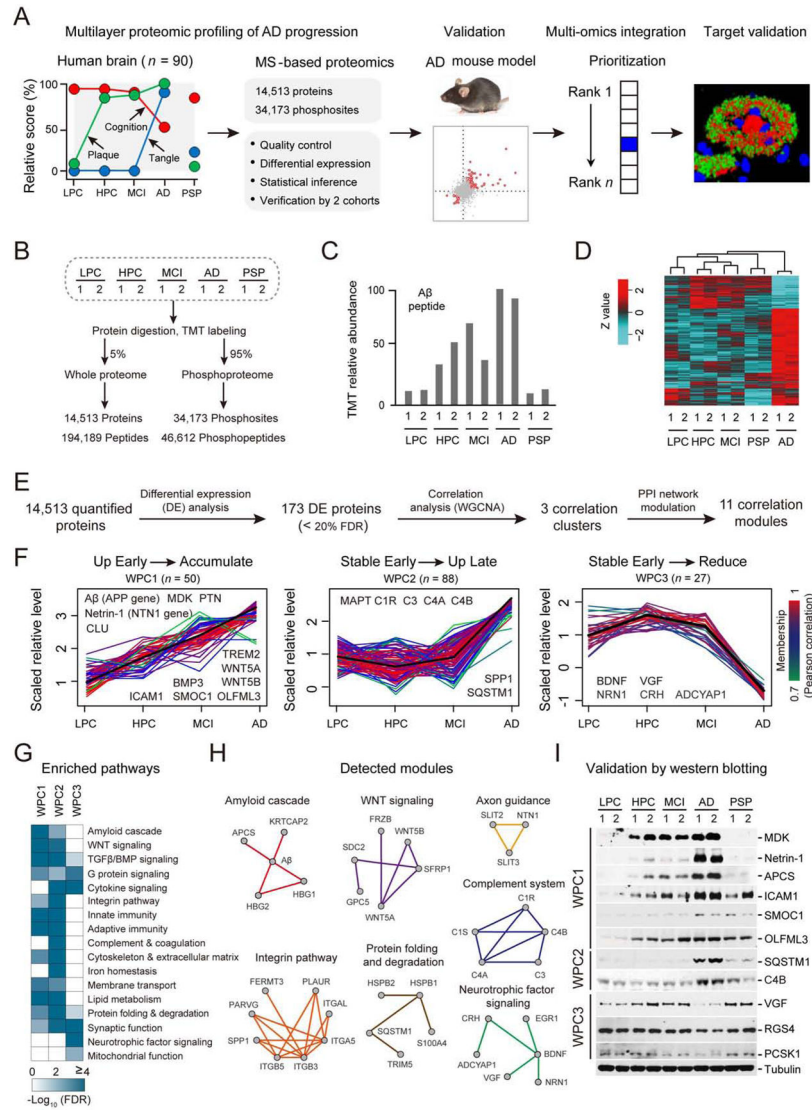 A
Multilayer proteomic profiling of AD progression
Validation
Multi-omics integration
Target validation
Human brain (n = 90)
MS-based proteomics
AD mouse model
Prioritization
Relative score (%)
100
50
0
Cognition
Plaque
Tangle
LPC HPC MCI AD PSP
14,513 proteins
34,173 phosphosites
• Quality control
• Differential expression
• Statistical inference
• Verification by 2 cohorts
Rank 1
Rank n
B
LPC HPC MCI AD PSP
1 2 1 2 1 2 1 2 1 2
Protein digestion, TMT labeling
5% 95%
Whole proteome Phosphoproteome
14,513 Proteins 34,173 Phosphosites
194,189 Peptides 46,612 Phosphopeptides
C
TMT relative abundance
100
50
0
Aβ
peptide
1 2 1 2 1 2 1 2 1 2
LPC HPC MCI AD PSP
D
Z value
2
0
−2
1 2 1 2 1 2 1 2 1 2
LPC HPC MCI PSP AD
E
14,513 quantified
proteins
Differential expression
(DE) analysis
173 DE proteins
(< 20% FDR)
Correlation
analysis (WGCNA)
3 correlation
clusters
PPI network
modulation
11 correlation
modules
F
Up Early Accumulate
WPC1 (n = 50)
Scaled relative level
3
2
1
Aβ (APP gene) MDK PTN
Netrin-1 (NTN1 gene)
CLU
TREM2
WNT5A
BMP3 WNT5B
ICAM1 SMOC1 OLFML3
LPC HPC MCI AD
Stable Early Up Late
WPC2 (n = 88)
Scaled relative level
3
2
1
0
MAPT C1R C3 C4A C4B
SPP1
SQSTM1
LPC HPC MCI AD
Stable Early Reduce
WPC3 (n = 27)
Scaled relative level
2
1
0
-1
BDNF VGF
NRN1 CRH ADCYAP1
LPC HPC MCI AD
Membership
(Pearson correlation)
0.7 1
G
Enriched pathways
WPC1 WPC2 WPC3
Amyloid cascade
WNT signaling
TGFβ/BMP signaling
G protein signaling
Cytokine signaling
Integrin pathway
Innate immunity
Adaptive immunity
Complement & coagulation
Cytoskeleton & extracellular matrix
Iron homestasis
Membrane transport
Lipid metabolism
Protein folding & degradation
Synaptic function
Neurotrophic factor signaling
Mitochondrial function
0 2 ≥4
-Log10 (FDR)
H
Detected modules
Amyloid cascade
KRTCAP2
APCS
Aβ
HBG2
HBG1
WNT signaling
FRZB
WNT5B
SDC2
SFRP1
GPC5
WNT5A
Axon guidance
SLIT2 NTN1
SLIT3
Complement system
C1R
C1S C4B
C4A C3
Integrin pathway
FERMT3 PLAUR
PARVG ITGAL
SPP1 ITGA5
ITGB5 ITGB3
Protein folding
and degradation
HSPB2 HSPB1
SQSTM1
S100A4
TRIM5
Neurotrophic factor
signaling
CRH EGR1
ADCYAP1 BDNF
VGF NRN1
I
Validation by western blotting
LPC HPC MCI AD PSP
1 2 1 2 1 2 1 2 1 2
WPC1
MDK
Netrin-1
APCS
ICAM1
SMOC1
OLFML3
WPC2
SQSTM1
C4B
WPC3
VGF
RGS4
PCSK1
Tubulin